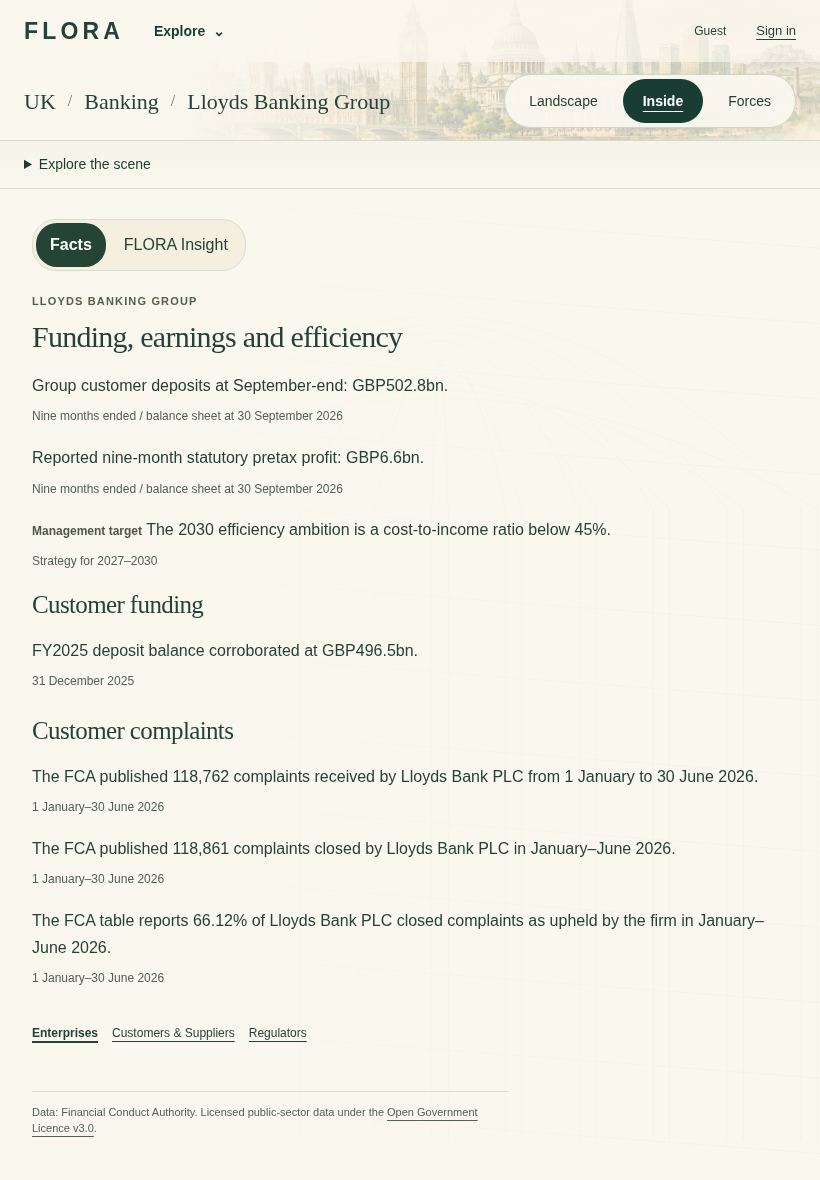 FLORA
Explore
Guest
Sign in
UK / Banking / Lloyds Banking Group
Landscape
Inside
Forces
Explore the scene
Facts
FLORA Insight
LLOYDS BANKING GROUP
Funding, earnings and efficiency
Group customer deposits at September-end: GBP502.8bn.
Nine months ended / balance sheet at 30 September 2026
Reported nine-month statutory pretax profit: GBP6.6bn.
Nine months ended / balance sheet at 30 September 2026
Management target The 2030 efficiency ambition is a cost-to-income ratio below 45%.
Strategy for 2027–2030
Customer funding
FY2025 deposit balance corroborated at GBP496.5bn.
31 December 2025
Customer complaints
The FCA published 118,762 complaints received by Lloyds Bank PLC from 1 January to 30 June 2026.
1 January–30 June 2026
The FCA published 118,861 complaints closed by Lloyds Bank PLC in January–June 2026.
1 January–30 June 2026
The FCA table reports 66.12% of Lloyds Bank PLC closed complaints as upheld by the firm in January–
June 2026.
1 January–30 June 2026
Enterprises
Customers & Suppliers
Regulators
Data: Financial Conduct Authority. Licensed public-sector data under the Open Government
Licence v3.0.